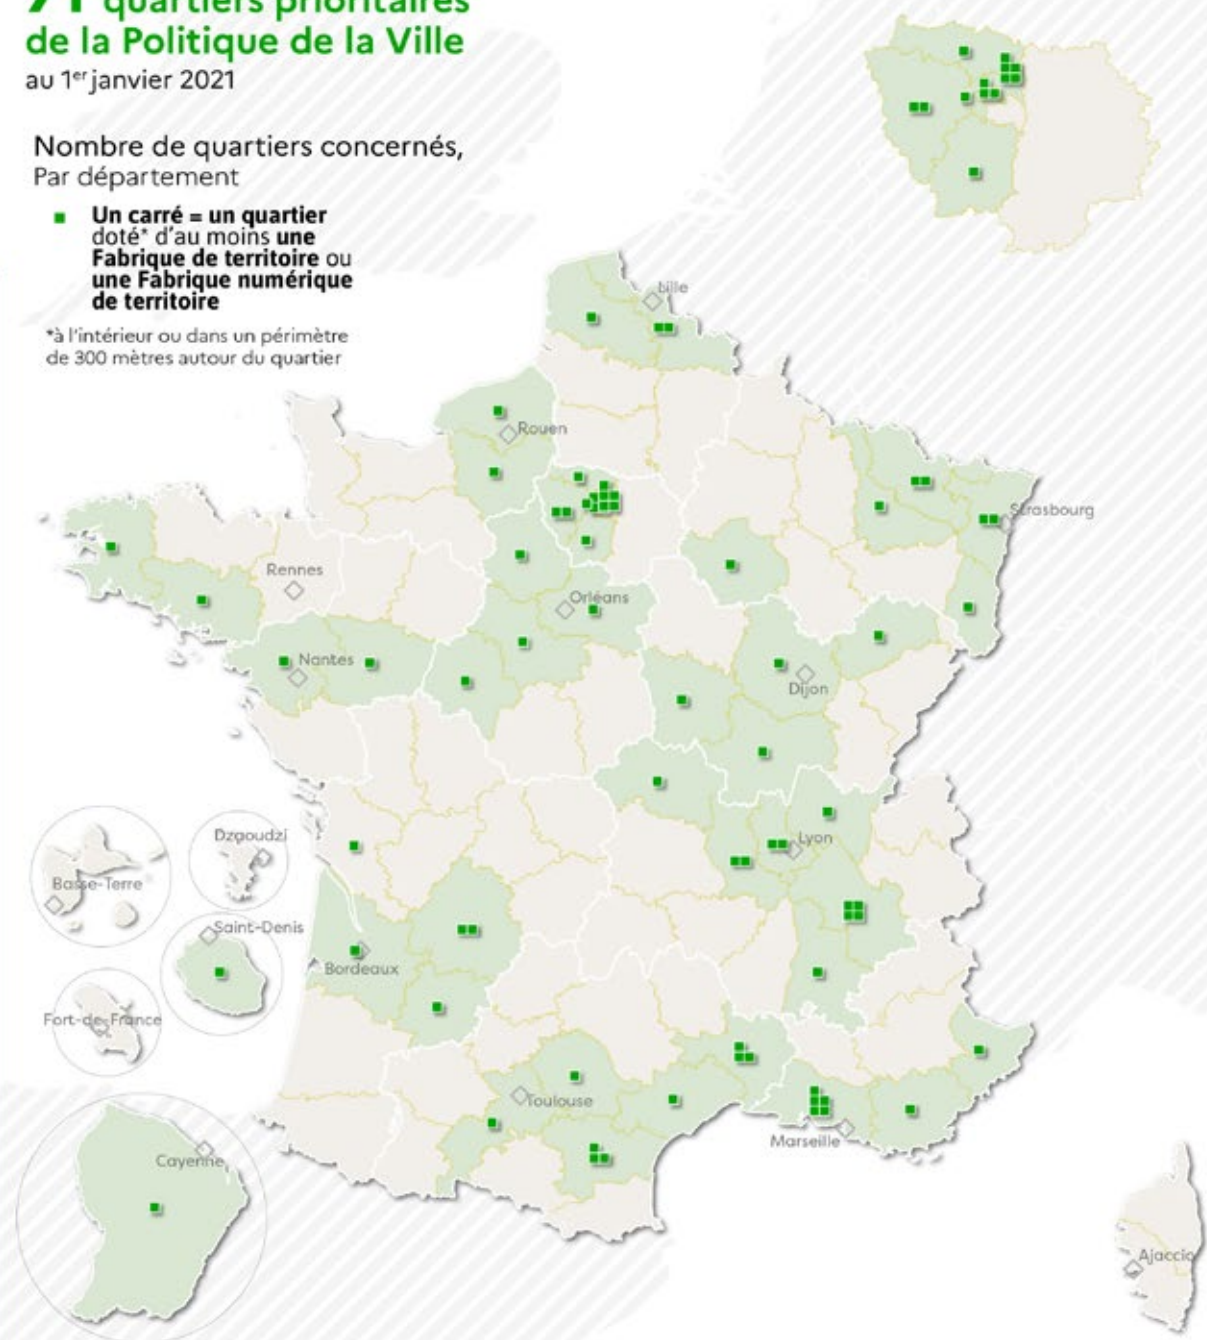 71 quartiers prioritaires
de la Politique de la Ville
au 1er janvier 2021
Nombre de quartiers concernés,
Par département
Un carré = un quartier
doté* d'au moins une
Fabrique de territoire ou
une Fabrique numérique
de territoire
*à l'intérieur ou dans un périmètre
de 300 mètres autour du quartier
Lille
Rouen
Strasbourg
Rennes
Orléans
Nantes
Dijon
Lyon
Dzaoudzi
Basse-Terre
Saint-Denis
Bordeaux
Fort-de-France
Toulouse
Marseille
Cayenne
Ajaccio